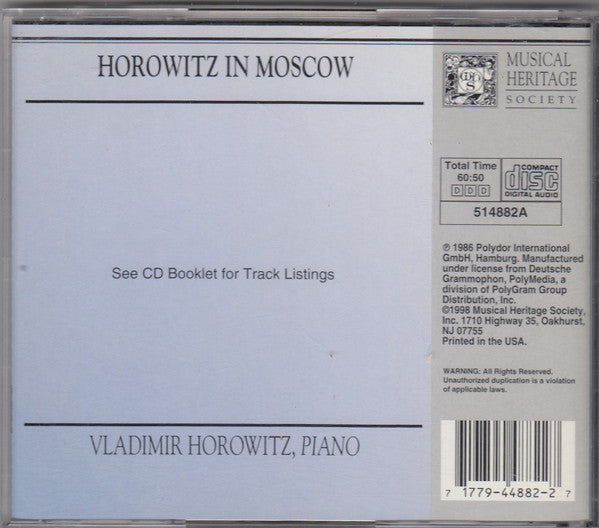 HOROWITZ IN MOSCOW
See CD Booklet for Track Listings
VLADIMIR HOROWITZ, PIANO
MHS
MUSICAL
HERITAGE
SOCIETY
Total Time
60:50
DDD
COMPACT
disc
DIGITAL AUDIO
514882A
℗ 1986 Polydor International
GmbH, Hamburg. Manufactured
under license from Deutsche
Grammophon, PolyMedia, a
division of PolyGram Group
Distribution, Inc.
©1998 Musical Heritage Society,
Inc. 1710 Highway 35, Oakhurst,
NJ 07755
Printed in the USA.
WARNING: All Rights Reserved.
Unauthorized duplication is a violation
of applicable laws.
7 1779-44882-2 7